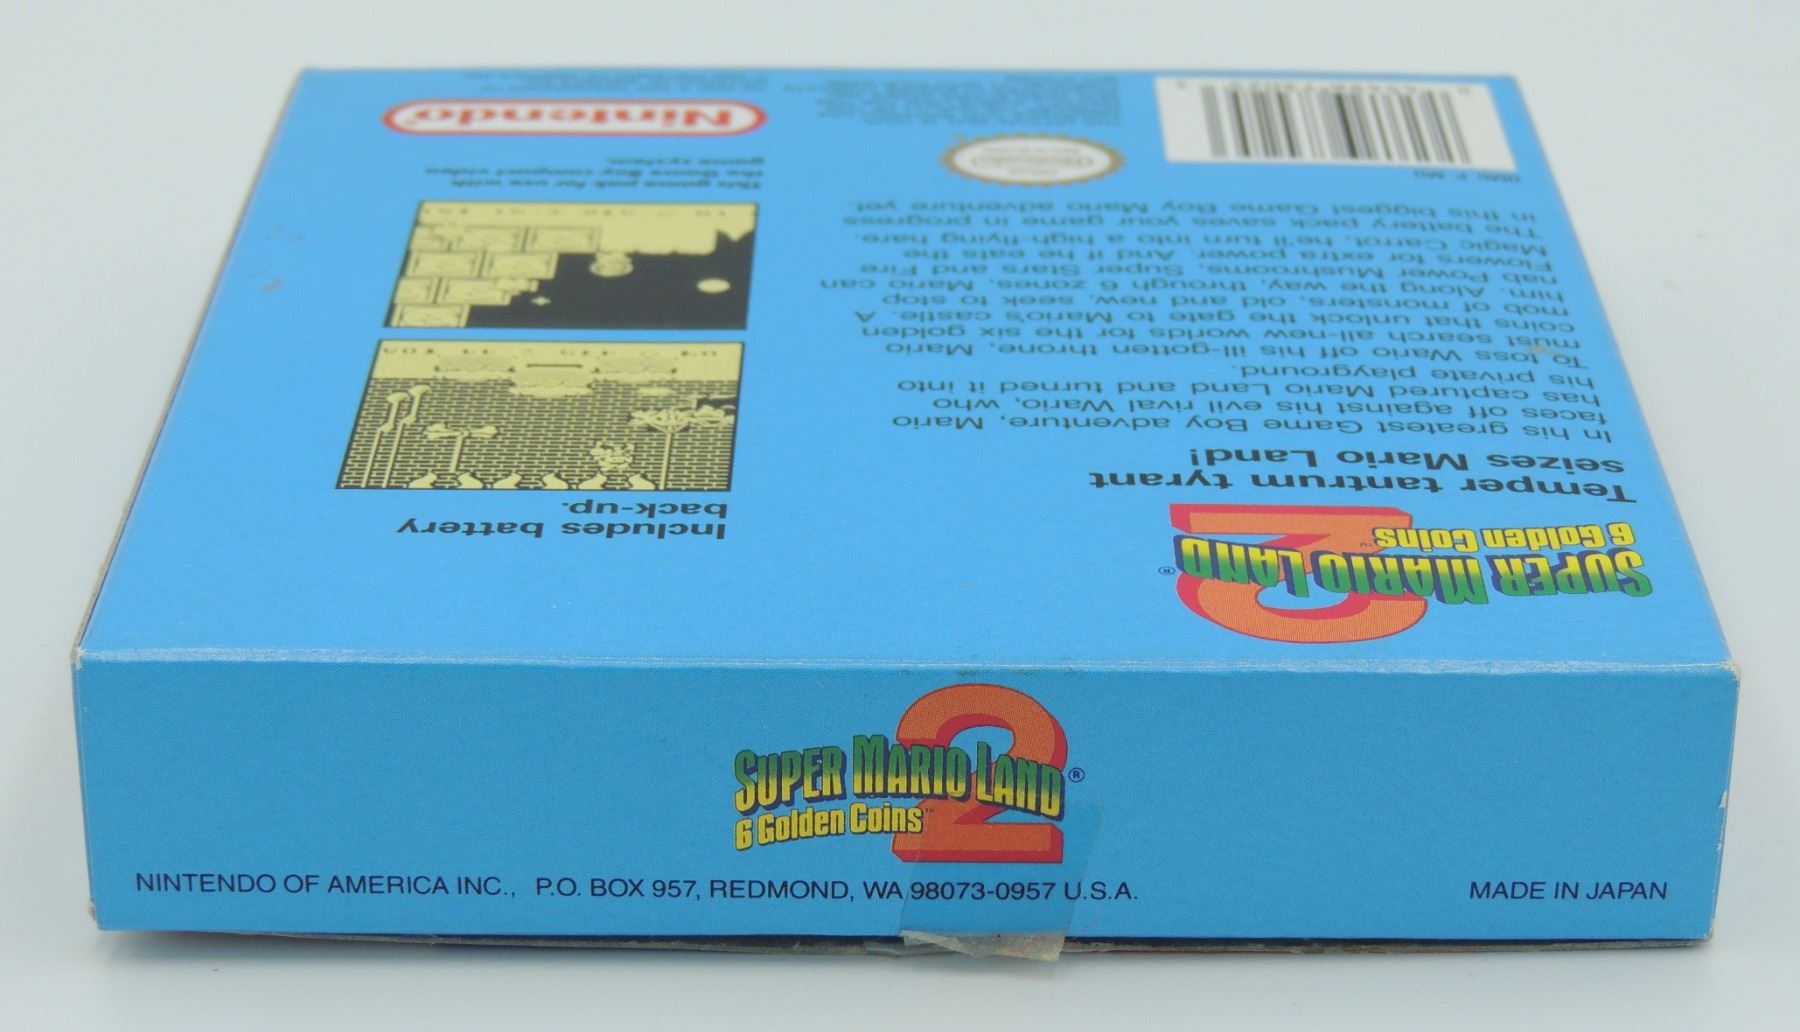 SUPER MARIO LAND® 2
6 Golden Coins™
NINTENDO OF AMERICA INC., P.O. BOX 957, REDMOND, WA 98073-0957 U.S.A.
MADE IN JAPAN
SUPER MARIO LAND® 2
6 Golden Coins™
Temper tantrum tyrant
seizes Mario Land!
In his greatest Game Boy adventure, Mario
faces off against his evil rival Wario, who
has captured Mario Land and turned it into
his private playground.
To toss Wario off his ill-gotten throne, Mario
must search all-new worlds for the six golden
coins that unlock the gate to Mario's castle. A
mob of monsters, old and new, seek to stop
him. Along the way, through 6 zones, Mario can
nab Power Mushrooms, Super Stars and Fire
Flowers for extra power. And if he eats the
Magic Carrot, he'll turn into a high-flying hare.
The battery pack saves your game in progress
in this biggest Game Boy Mario adventure yet.
Includes battery
back-up.
This game pak for use with
the Game Boy compact video
game system.
Nintendo®
Nintendo